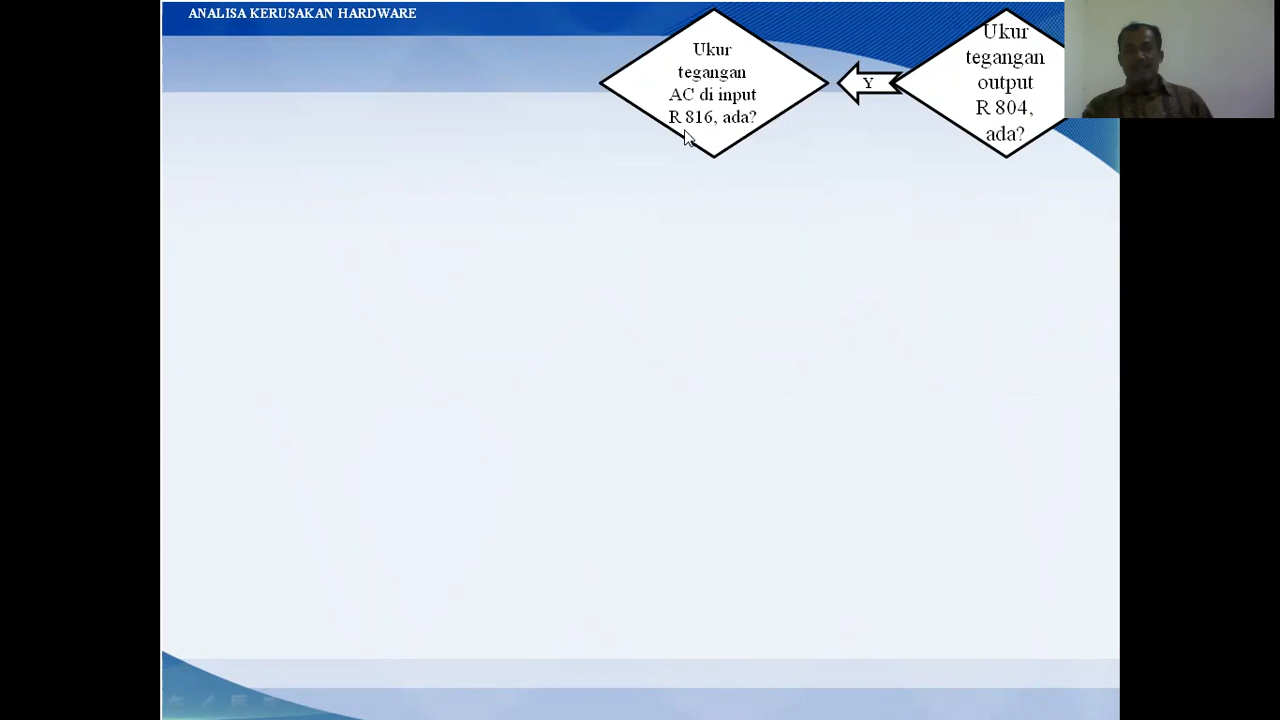 ANALISA KERUSAKAN HARDWARE
Ukur
tegangan
AC di input
R 816, ada?
Y
Ukur
tegangan
output
R 804,
ada?